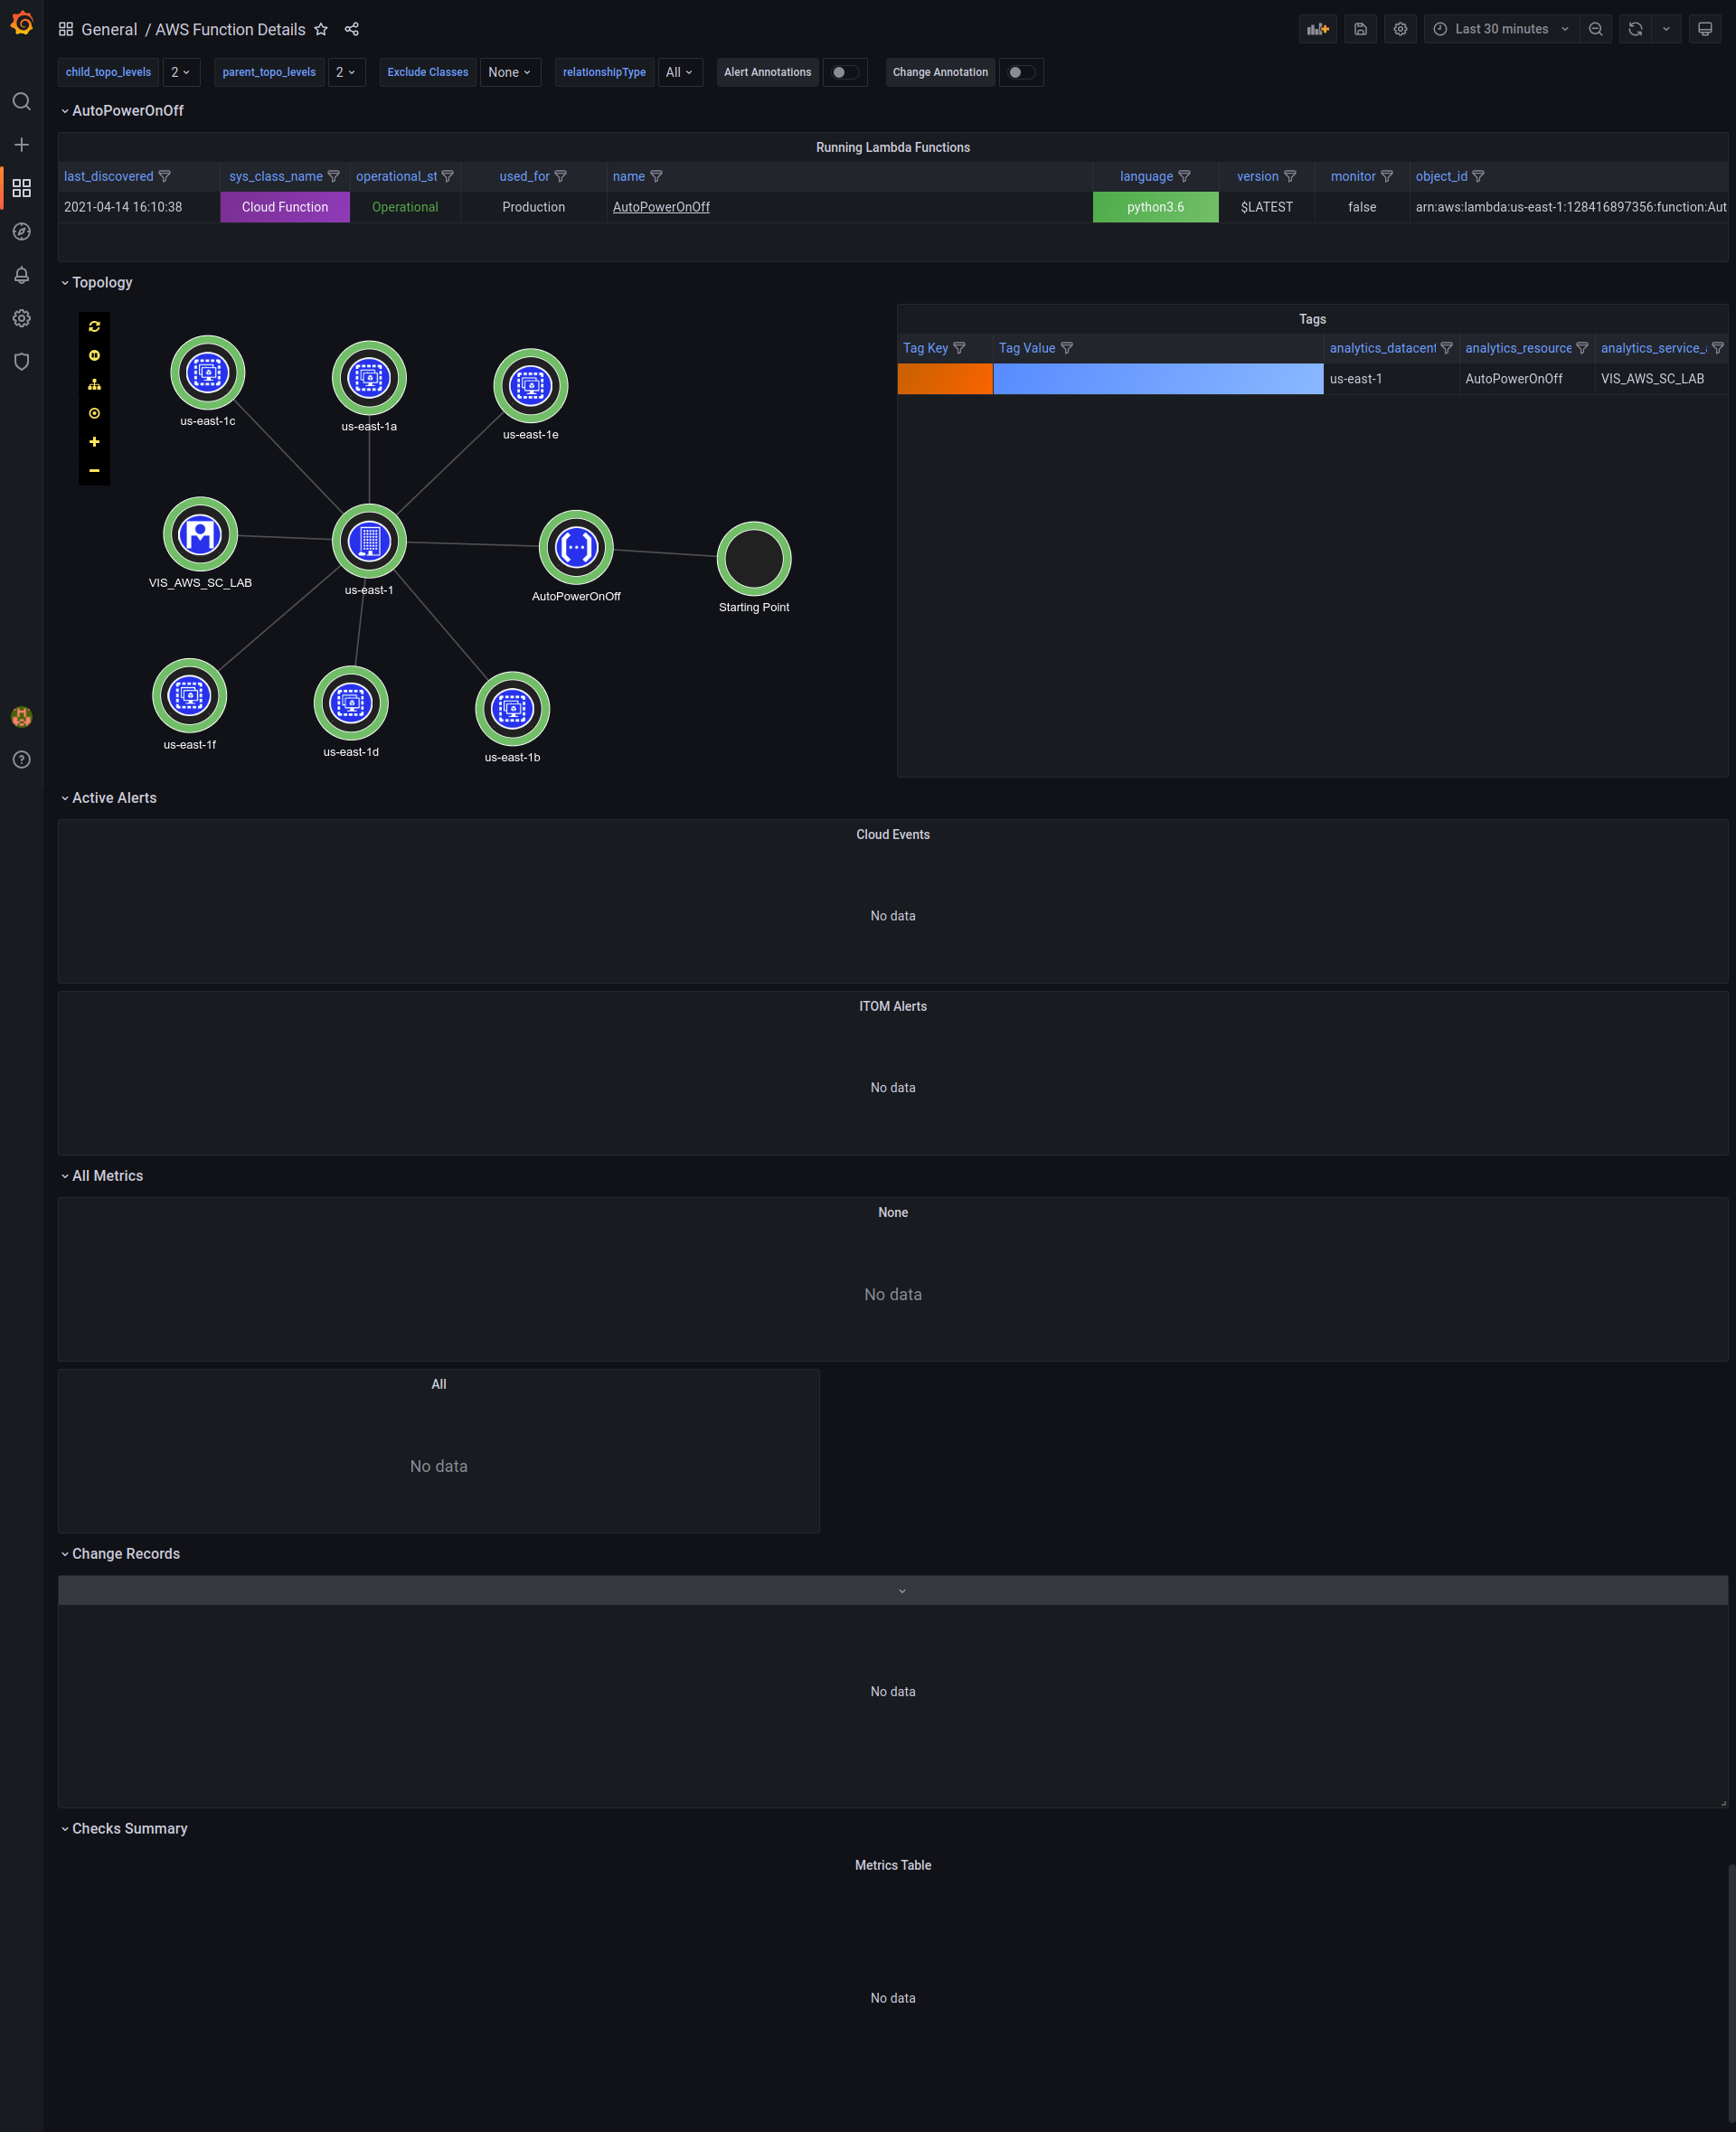 General / AWS Function Details
Last 30 minutes
child_topo_levels 2 parent_topo_levels 2 Exclude Classes None relationshipType All Alert Annotations Change Annotation
AutoPowerOnOff
Running Lambda Functions
last_discovered sys_class_name operational_st used_for name language version monitor object_id
2021-04-14 16:10:38 Cloud Function Operational Production AutoPowerOnOff python3.6 $LATEST false arn:aws:lambda:us-east-1:128416897356:function:Aut
Topology
us-east-1c
us-east-1a
us-east-1e
VIS_AWS_SC_LAB
us-east-1
AutoPowerOnOff
Starting Point
us-east-1f
us-east-1d
us-east-1b
Tags
Tag Key Tag Value analytics_datacent analytics_resource analytics_service_
us-east-1 AutoPowerOnOff VIS_AWS_SC_LAB
Active Alerts
Cloud Events
No data
ITOM Alerts
No data
All Metrics
None
No data
All
No data
Change Records
No data
Checks Summary
Metrics Table
No data